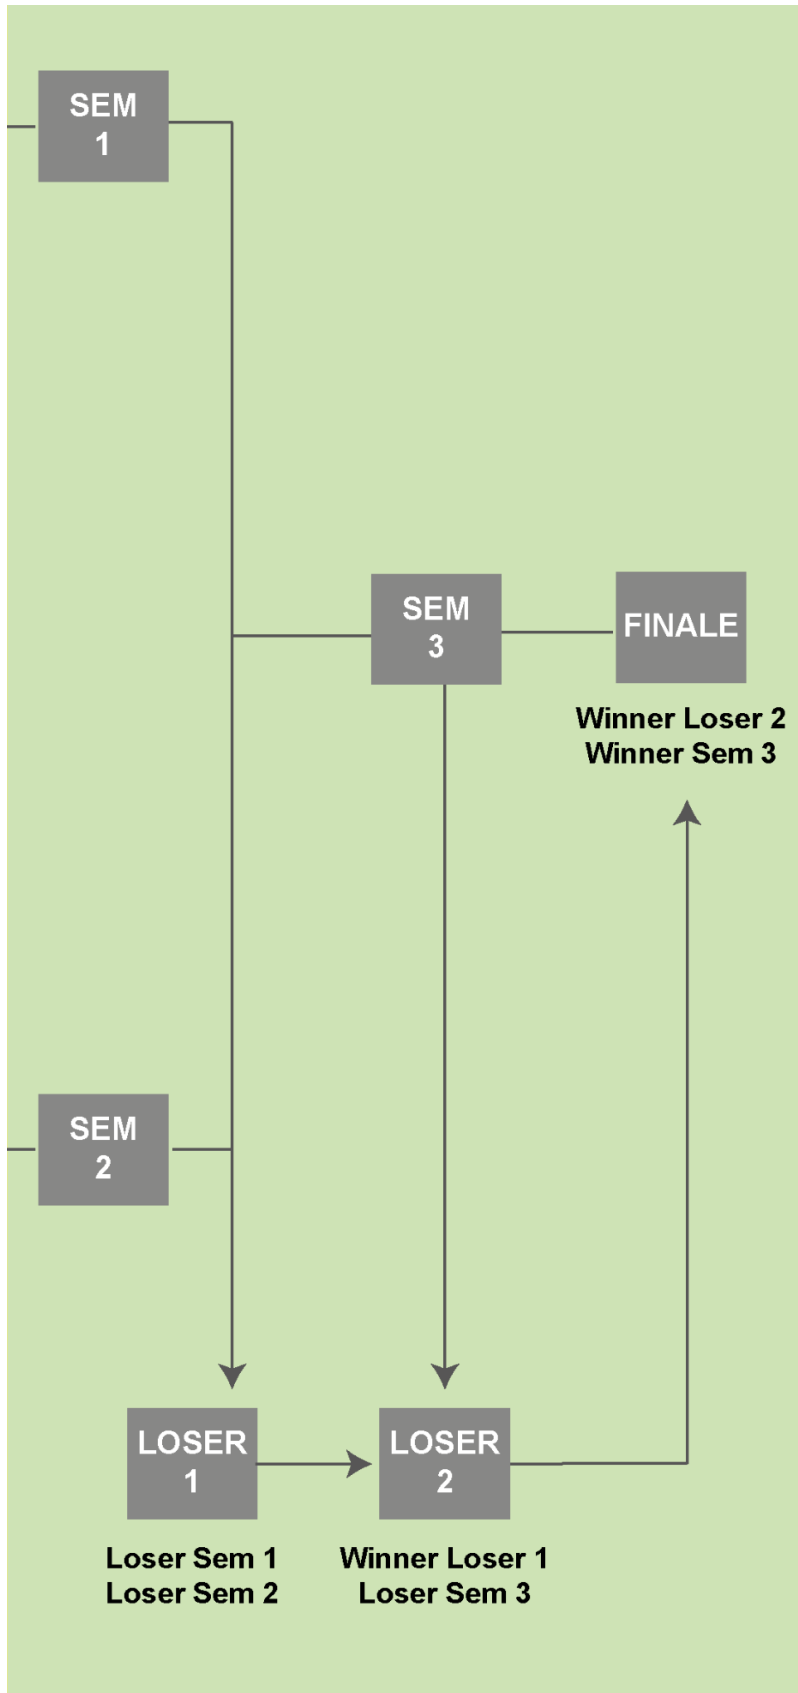 SEM
1
SEM
3
FINALE
Winner Loser 2
Winner Sem 3
SEM
2
LOSER
1
LOSER
2
Loser Sem 1
Loser Sem 2
Winner Loser 1
Loser Sem 3